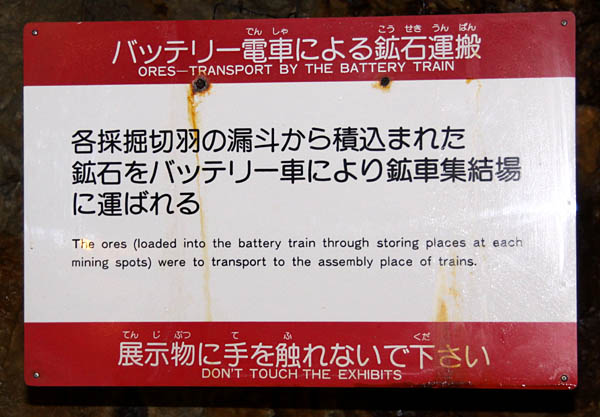 でんしゃ こうせきうんぱん
バッテリー電車による鉱石運搬
ORES—TRANSPORT BY THE BATTERY TRAIN
各採掘切羽の漏斗から積込まれた
鉱石をバッテリー車により鉱車集結場
に運ばれる
The ores (loaded into the battery train through storing places at each
mining spots) were to transport to the assembly place of trains.
てんじぶつ て ふ くだ
展示物に手を触れないで下さい
DON'T TOUCH THE EXHIBITS